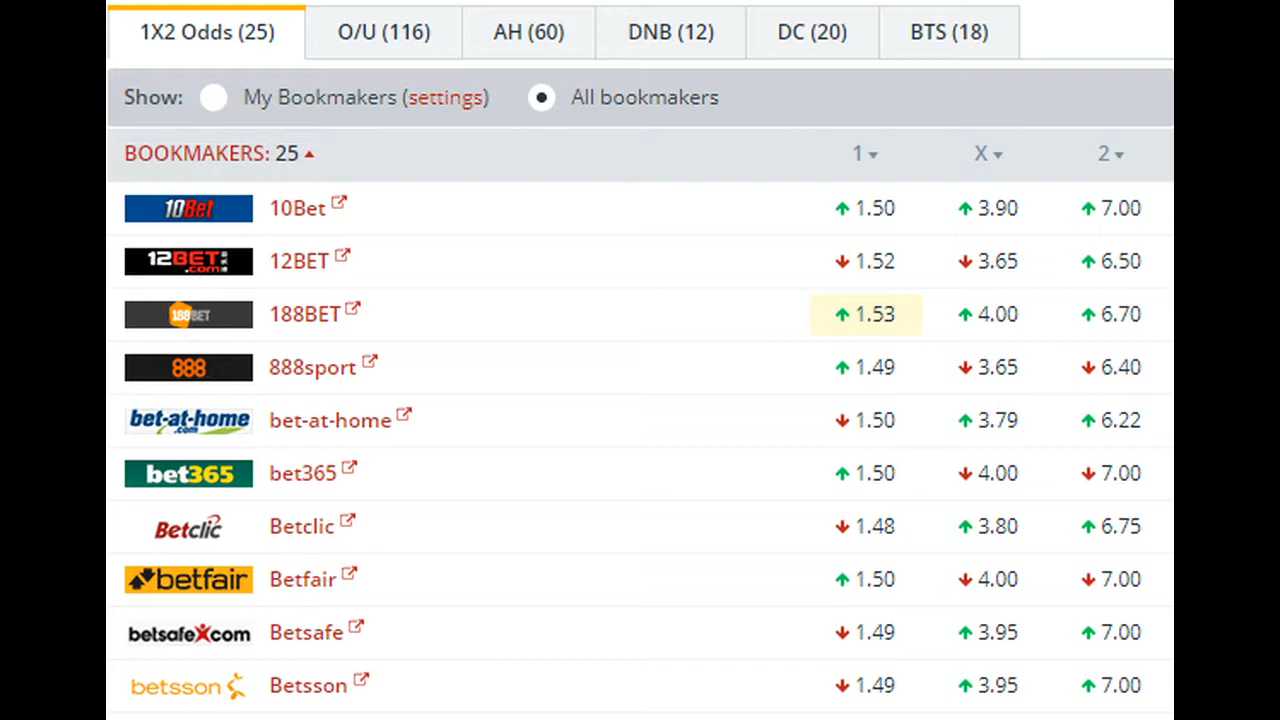 1X2 Odds (25) O/U (116) AH (60) DNB (12) DC (20) BTS (18)
Show: My Bookmakers (settings) All bookmakers
BOOKMAKERS: 25 1 X 2
10Bet 10Bet 1.50 3.90 7.00
12BET.com 12BET 1.52 3.65 6.50
188BET 188BET 1.53 4.00 6.70
888 888sport 1.49 3.65 6.40
bet-at-home.com bet-at-home 1.50 3.79 6.22
bet365 bet365 1.50 4.00 7.00
Betclic Betclic 1.48 3.80 6.75
betfair Betfair 1.50 4.00 7.00
betsafe.com Betsafe 1.49 3.95 7.00
betsson Betsson 1.49 3.95 7.00